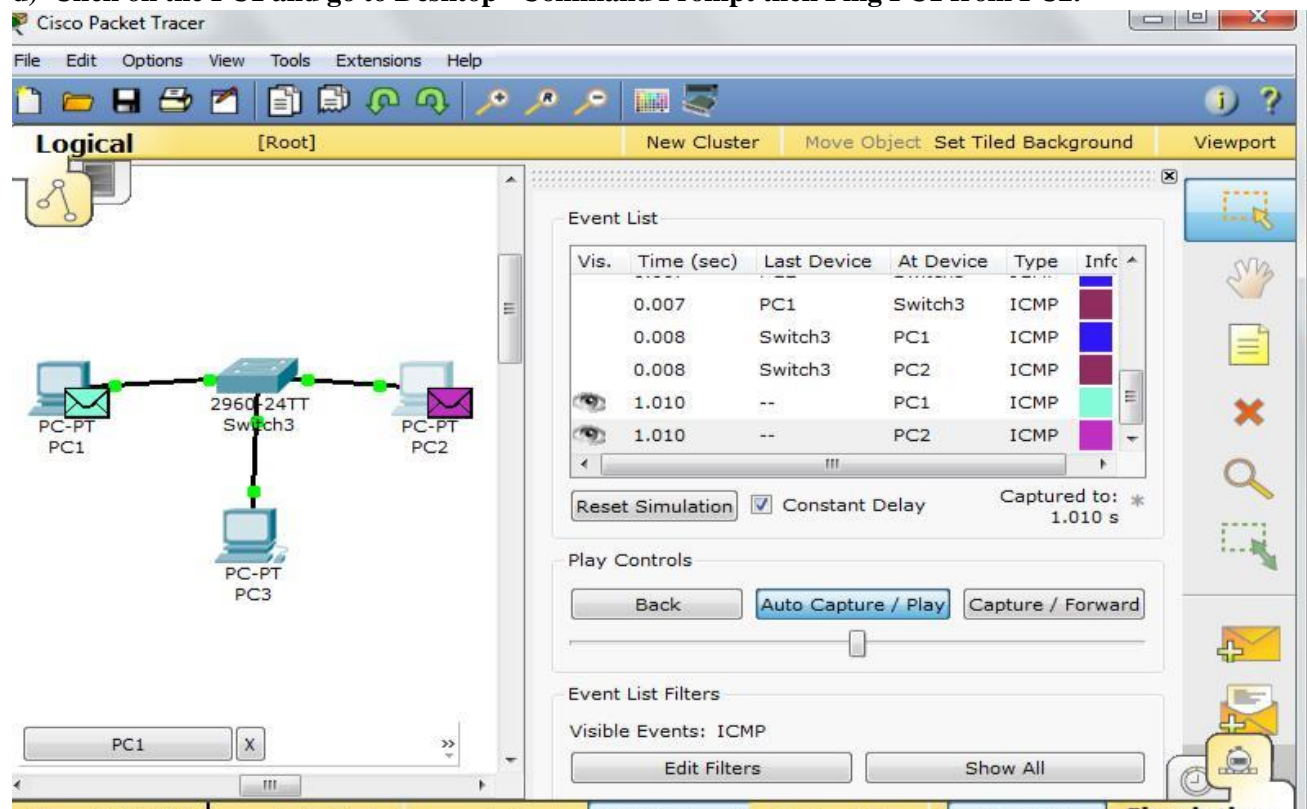 Cisco Packet Tracer
File Edit Options View Tools Extensions Help
Logical [Root] New Cluster Move Object Set Tiled Background Viewport
Event List
Vis. Time (sec) Last Device At Device Type Info
0.007 PC1 Switch3 ICMP
0.008 Switch3 PC1 ICMP
0.008 Switch3 PC2 ICMP
1.010 -- PC1 ICMP
1.010 -- PC2 ICMP
Reset Simulation Constant Delay Captured to: *
1.010 s
Play Controls
Back Auto Capture / Play Capture / Forward
Event List Filters
Visible Events: ICMP
Edit Filters Show All
PC-PT
PC1
2960-24TT
Switch3
PC-PT
PC2
PC-PT
PC3
PC1 X